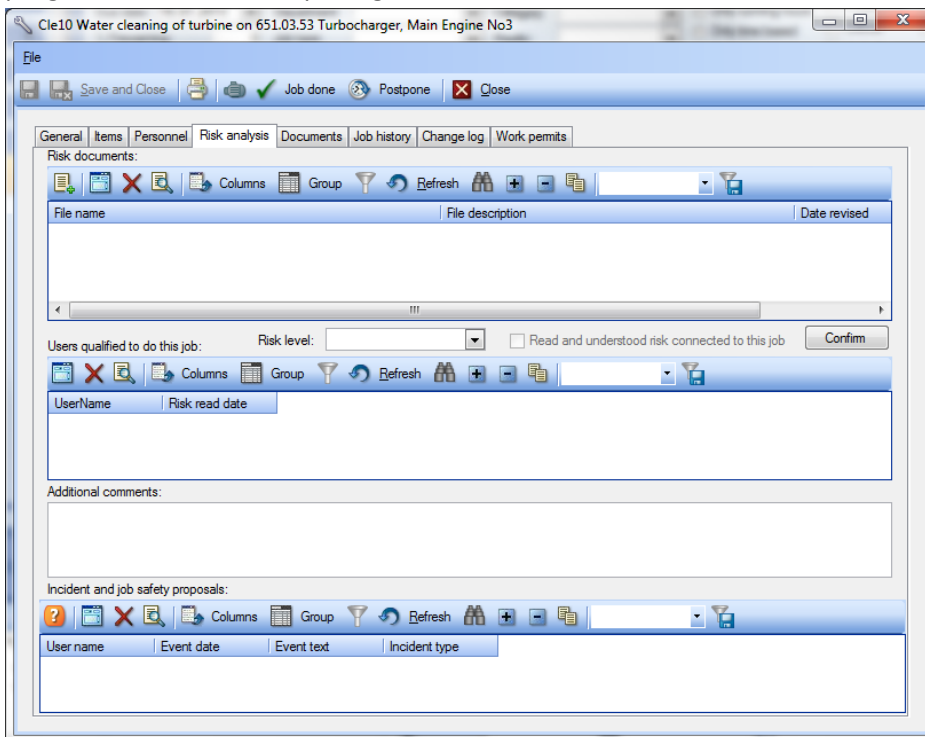 Cle10 Water cleaning of turbine on 651.03.53 Turbocharger, Main Engine No3
File
Save and Close Job done Postpone Close
General Items Personnel Risk analysis Documents Job history Change log Work permits
Risk documents:
Columns Group Refresh
File name File description Date revised
Users qualified to do this job: Risk level: Read and understood risk connected to this job Confirm
Columns Group Refresh
UserName Risk read date
Additional comments:
Incident and job safety proposals:
Columns Group Refresh
User name Event date Event text Incident type